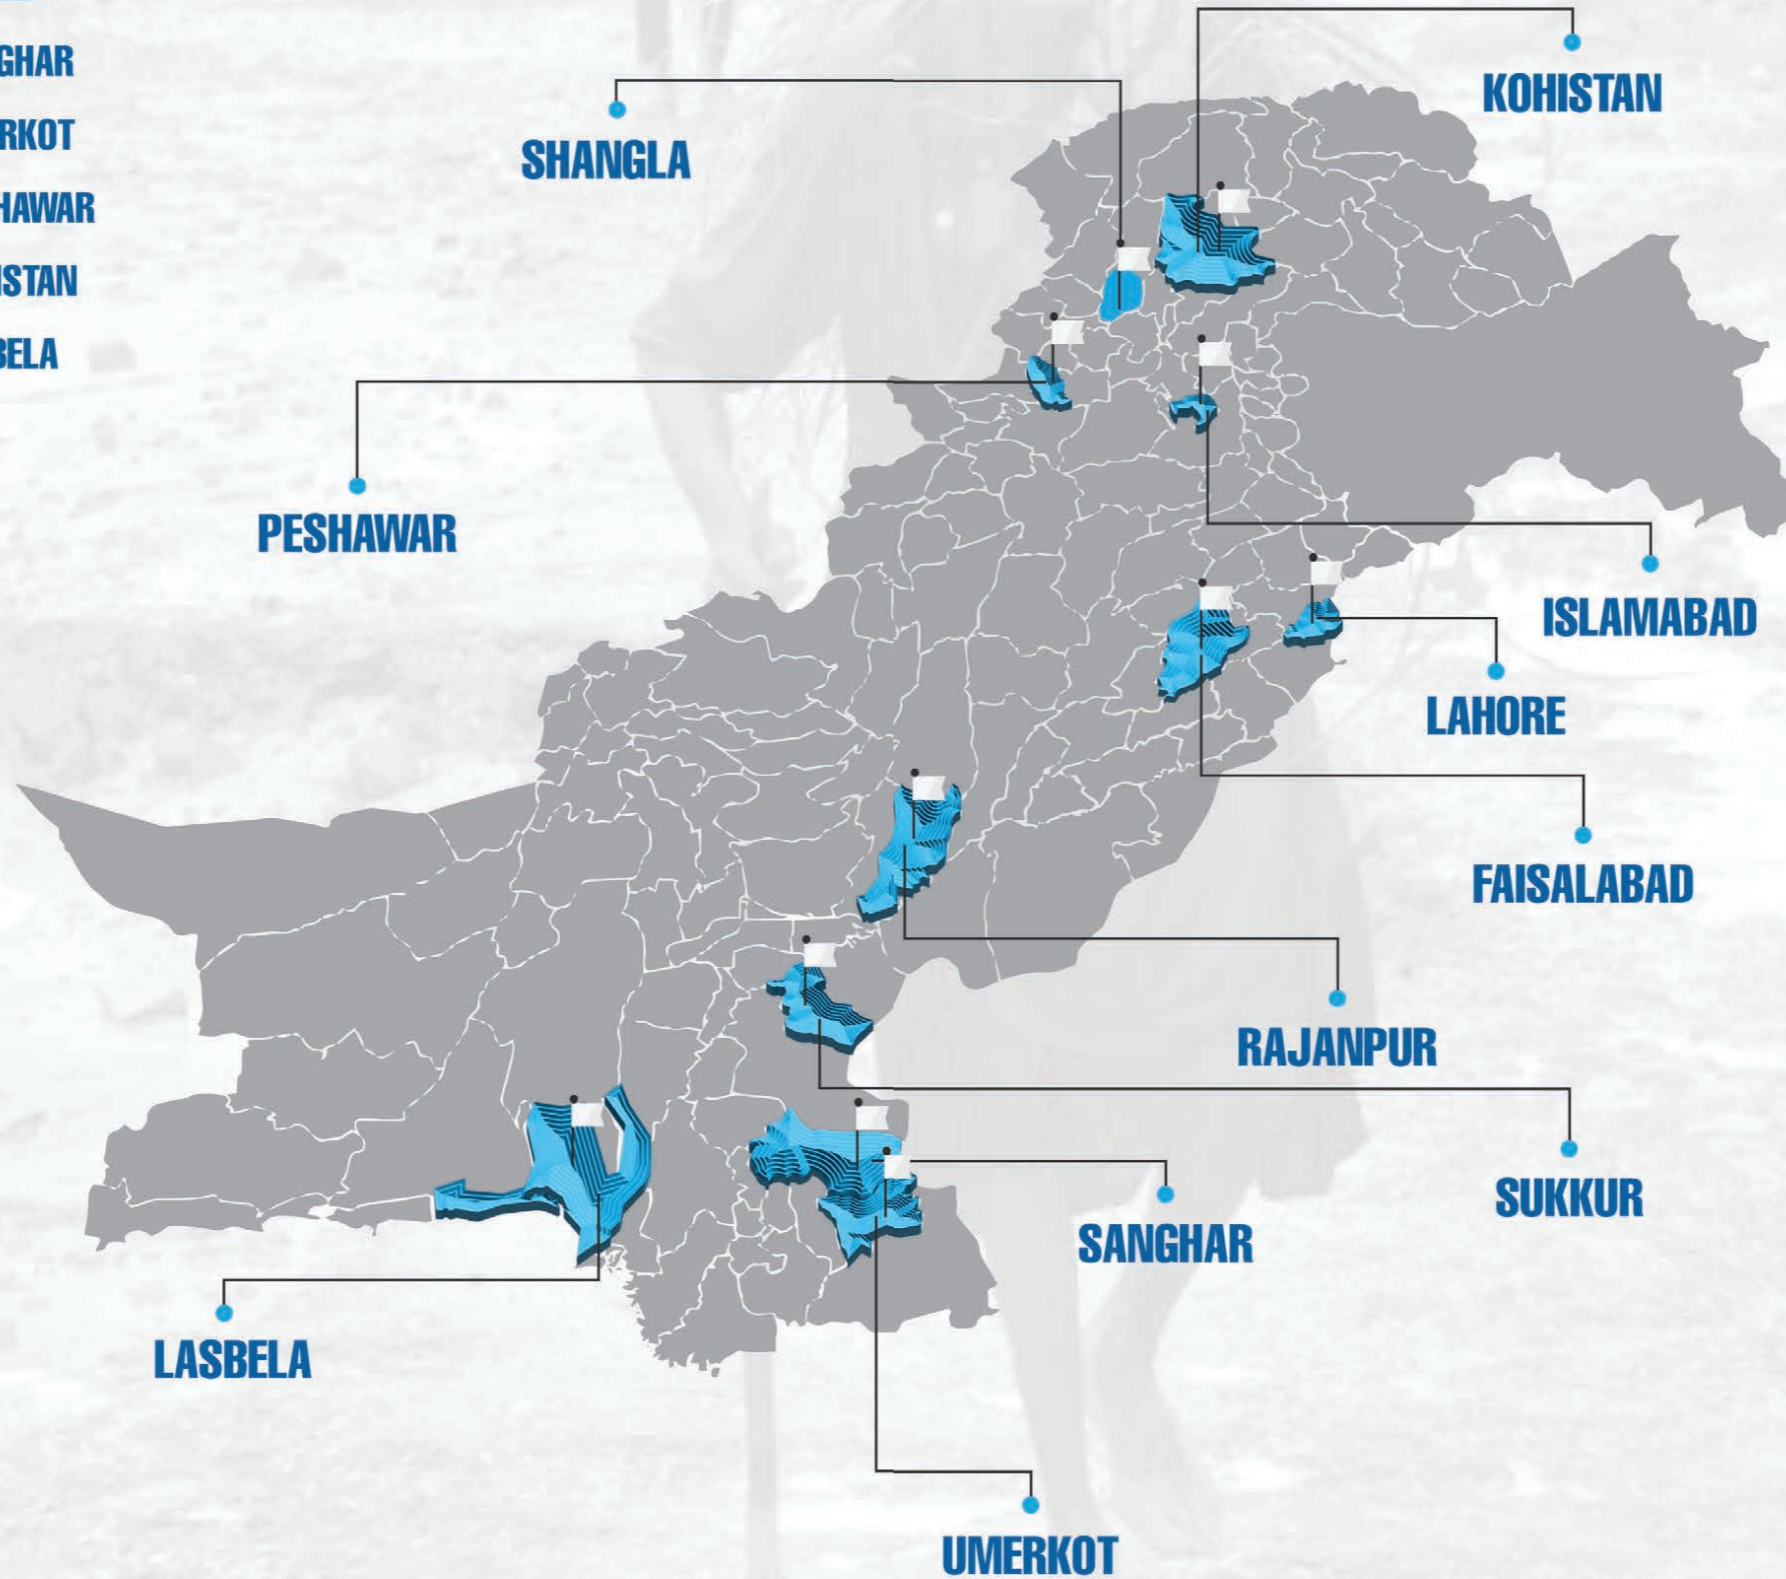 GHAR
RKOT
HAWAR
ISTAN
BELA
KOHISTAN
SHANGLA
PESHAWAR
ISLAMABAD
LAHORE
FAISALABAD
RAJANPUR
SUKKUR
SANGHAR
LASBELA
UMERKOT